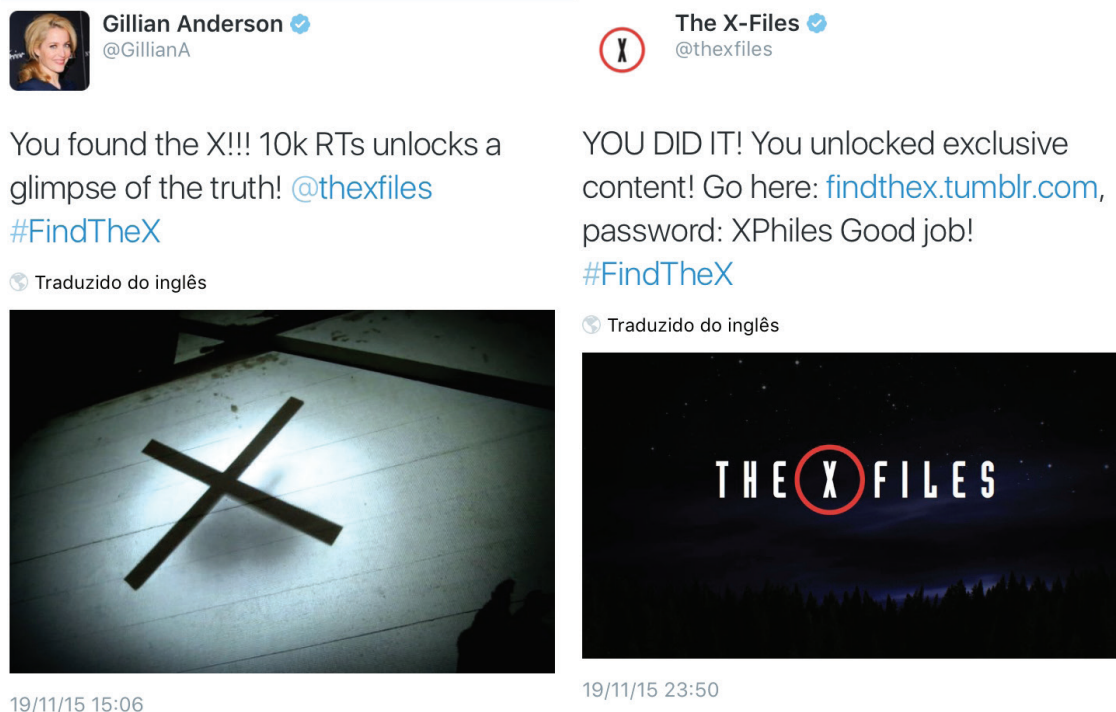 Gillian Anderson
@GillianA
You found the X!!! 10k RTs unlocks a
glimpse of the truth! @thexfiles
#FindTheX
Traduzido do inglês
19/11/15 15:06
The X-Files
@thexfiles
X
YOU DID IT! You unlocked exclusive
content! Go here: findthex.tumblr.com,
password: XPhiles Good job!
#FindTheX
Traduzido do inglês
THE X FILES
19/11/15 23:50